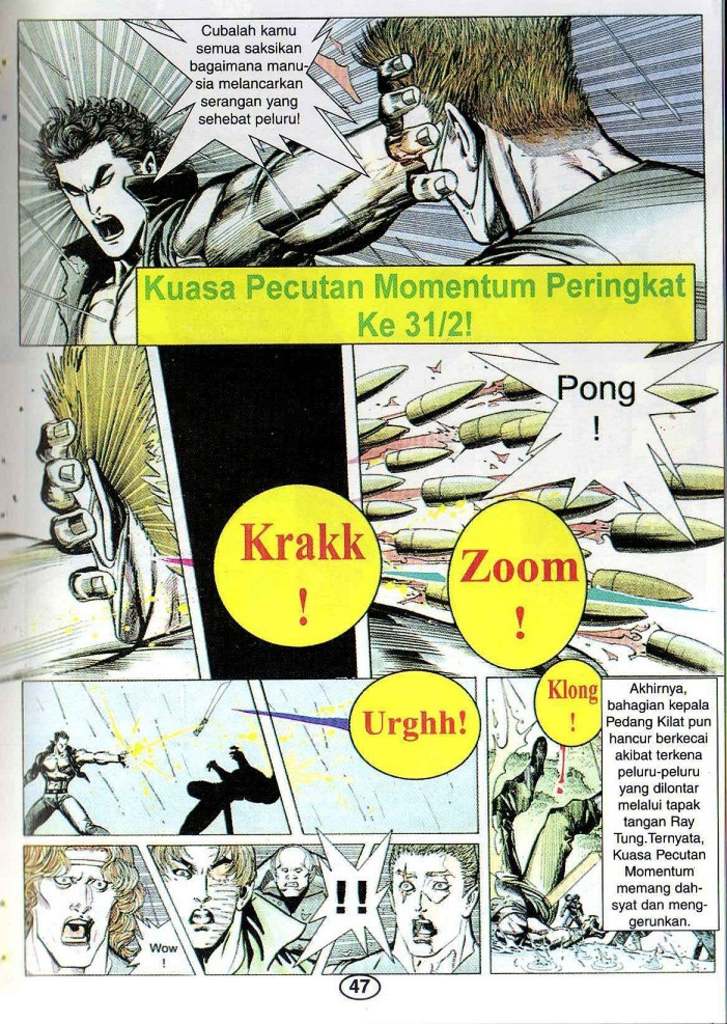 Cubalah kamu
semua saksikan
bagaimana manu-
sia melancarkan
serangan yang
sehebat peluru!
Kuasa Pecutan Momentum Peringkat
Ke 31/2!
Pong
!
Krakk
!
Zoom
!
Urghh!
Klong
!
Akhirnya,
bahagian kepala
Pedang Kilat pun
hancur berkecai
akibat terkena
peluru-peluru
yang dilontar
melalui tapak
tangan Ray
Tung.Ternyata,
Kuasa Pecutan
Momentum
memang dah-
syat dan meng-
gerunkan.
Wow
!
!!
47